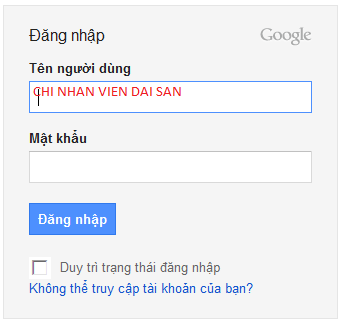 Đăng nhập
Google
Tên người dùng
CHI NHAN VIEN DAI SAN
Mật khẩu
Đăng nhập
Duy trì trạng thái đăng nhập
Không thể truy cập tài khoản của bạn?